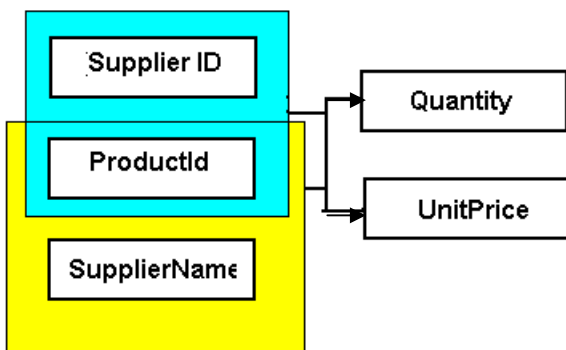 Supplier ID
Quantity
ProductId
UnitPrice
SupplierName